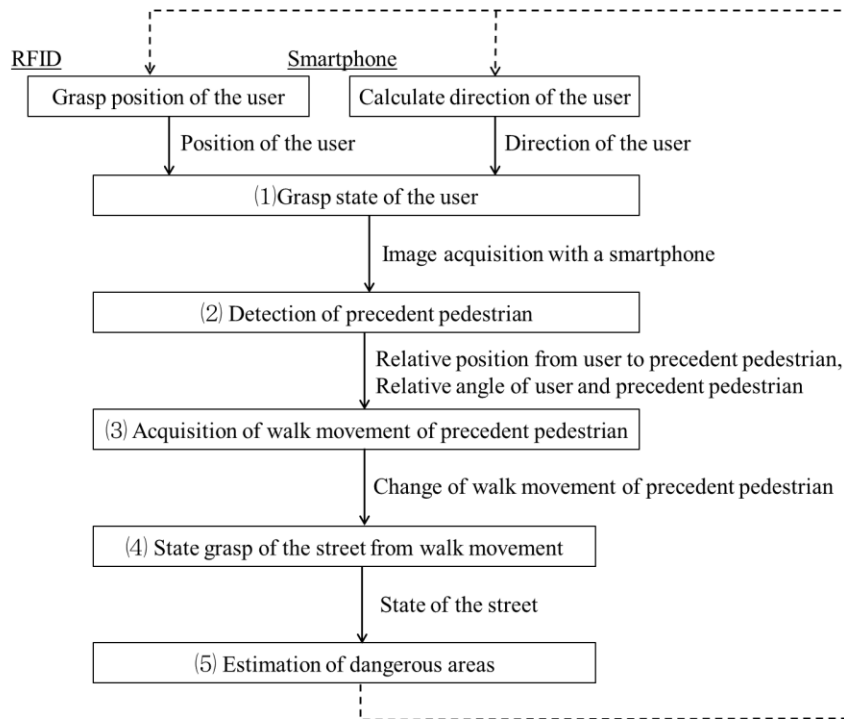 RFID
Smartphone
Grasp position of the user
Calculate direction of the user
Position of the user
Direction of the user
⑴Grasp state of the user
Image acquisition with a smartphone
⑵ Detection of precedent pedestrian
Relative position from user to precedent pedestrian,
Relative angle of user and precedent pedestrian
⑶ Acquisition of walk movement of precedent pedestrian
Change of walk movement of precedent pedestrian
⑷ State grasp of the street from walk movement
State of the street
⑸ Estimation of dangerous areas